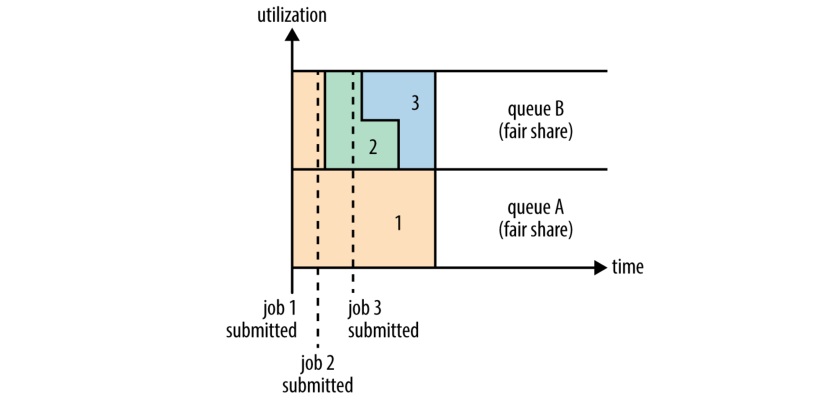 utilization
3
queue B
(fair share)
2
queue A
(fair share)
1
time
job 1
submitted
job 3
submitted
job 2
submitted